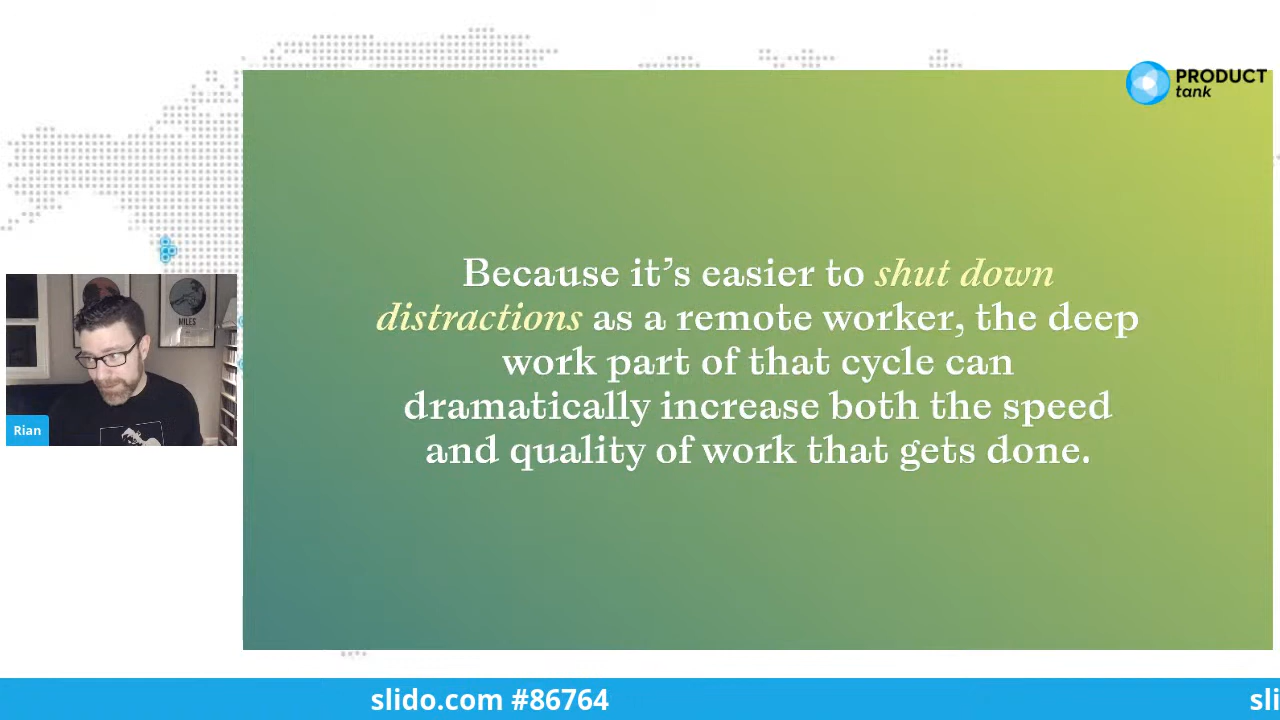 PRODUCT
tank
Because it's easier to shut down
distractions as a remote worker, the deep
work part of that cycle can
dramatically increase both the speed
and quality of work that gets done.
MILES
Rian
slido.com #86764
sli